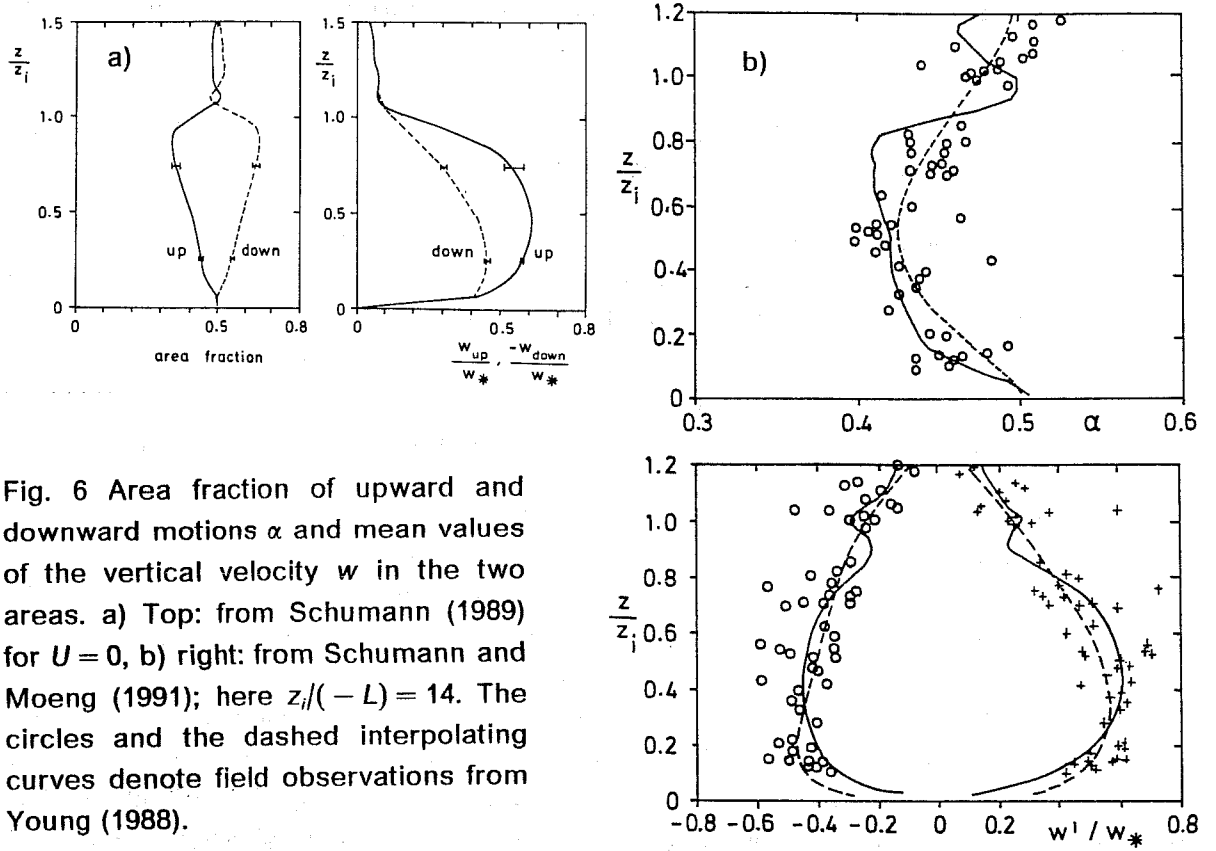 1.5
z/z_i
a)
1.0
0.5
up
down
0
0
0.5
0.8
area fraction
1.5
z/z_i
1.0
0.5
down
up
0
0
0.5
0.8
w_up/w_* , -w_down/w_*
1.2
b)
1.0
0.8
z/z_i
0.6
0.4
0.2
0
0.3
0.4
0.5
α
0.6
1.2
1.0
0.8
z/z_i
0.6
0.4
0.2
0
-0.8 -0.6 -0.4 -0.2 0 0.2 w'/w_* 0.8
Fig. 6 Area fraction of upward and
downward motions α and mean values
of the vertical velocity w in the two
areas. a) Top: from Schumann (1989)
for U = 0, b) right: from Schumann and
Moeng (1991); here z_i/( − L) = 14. The
circles and the dashed interpolating
curves denote field observations from
Young (1988).